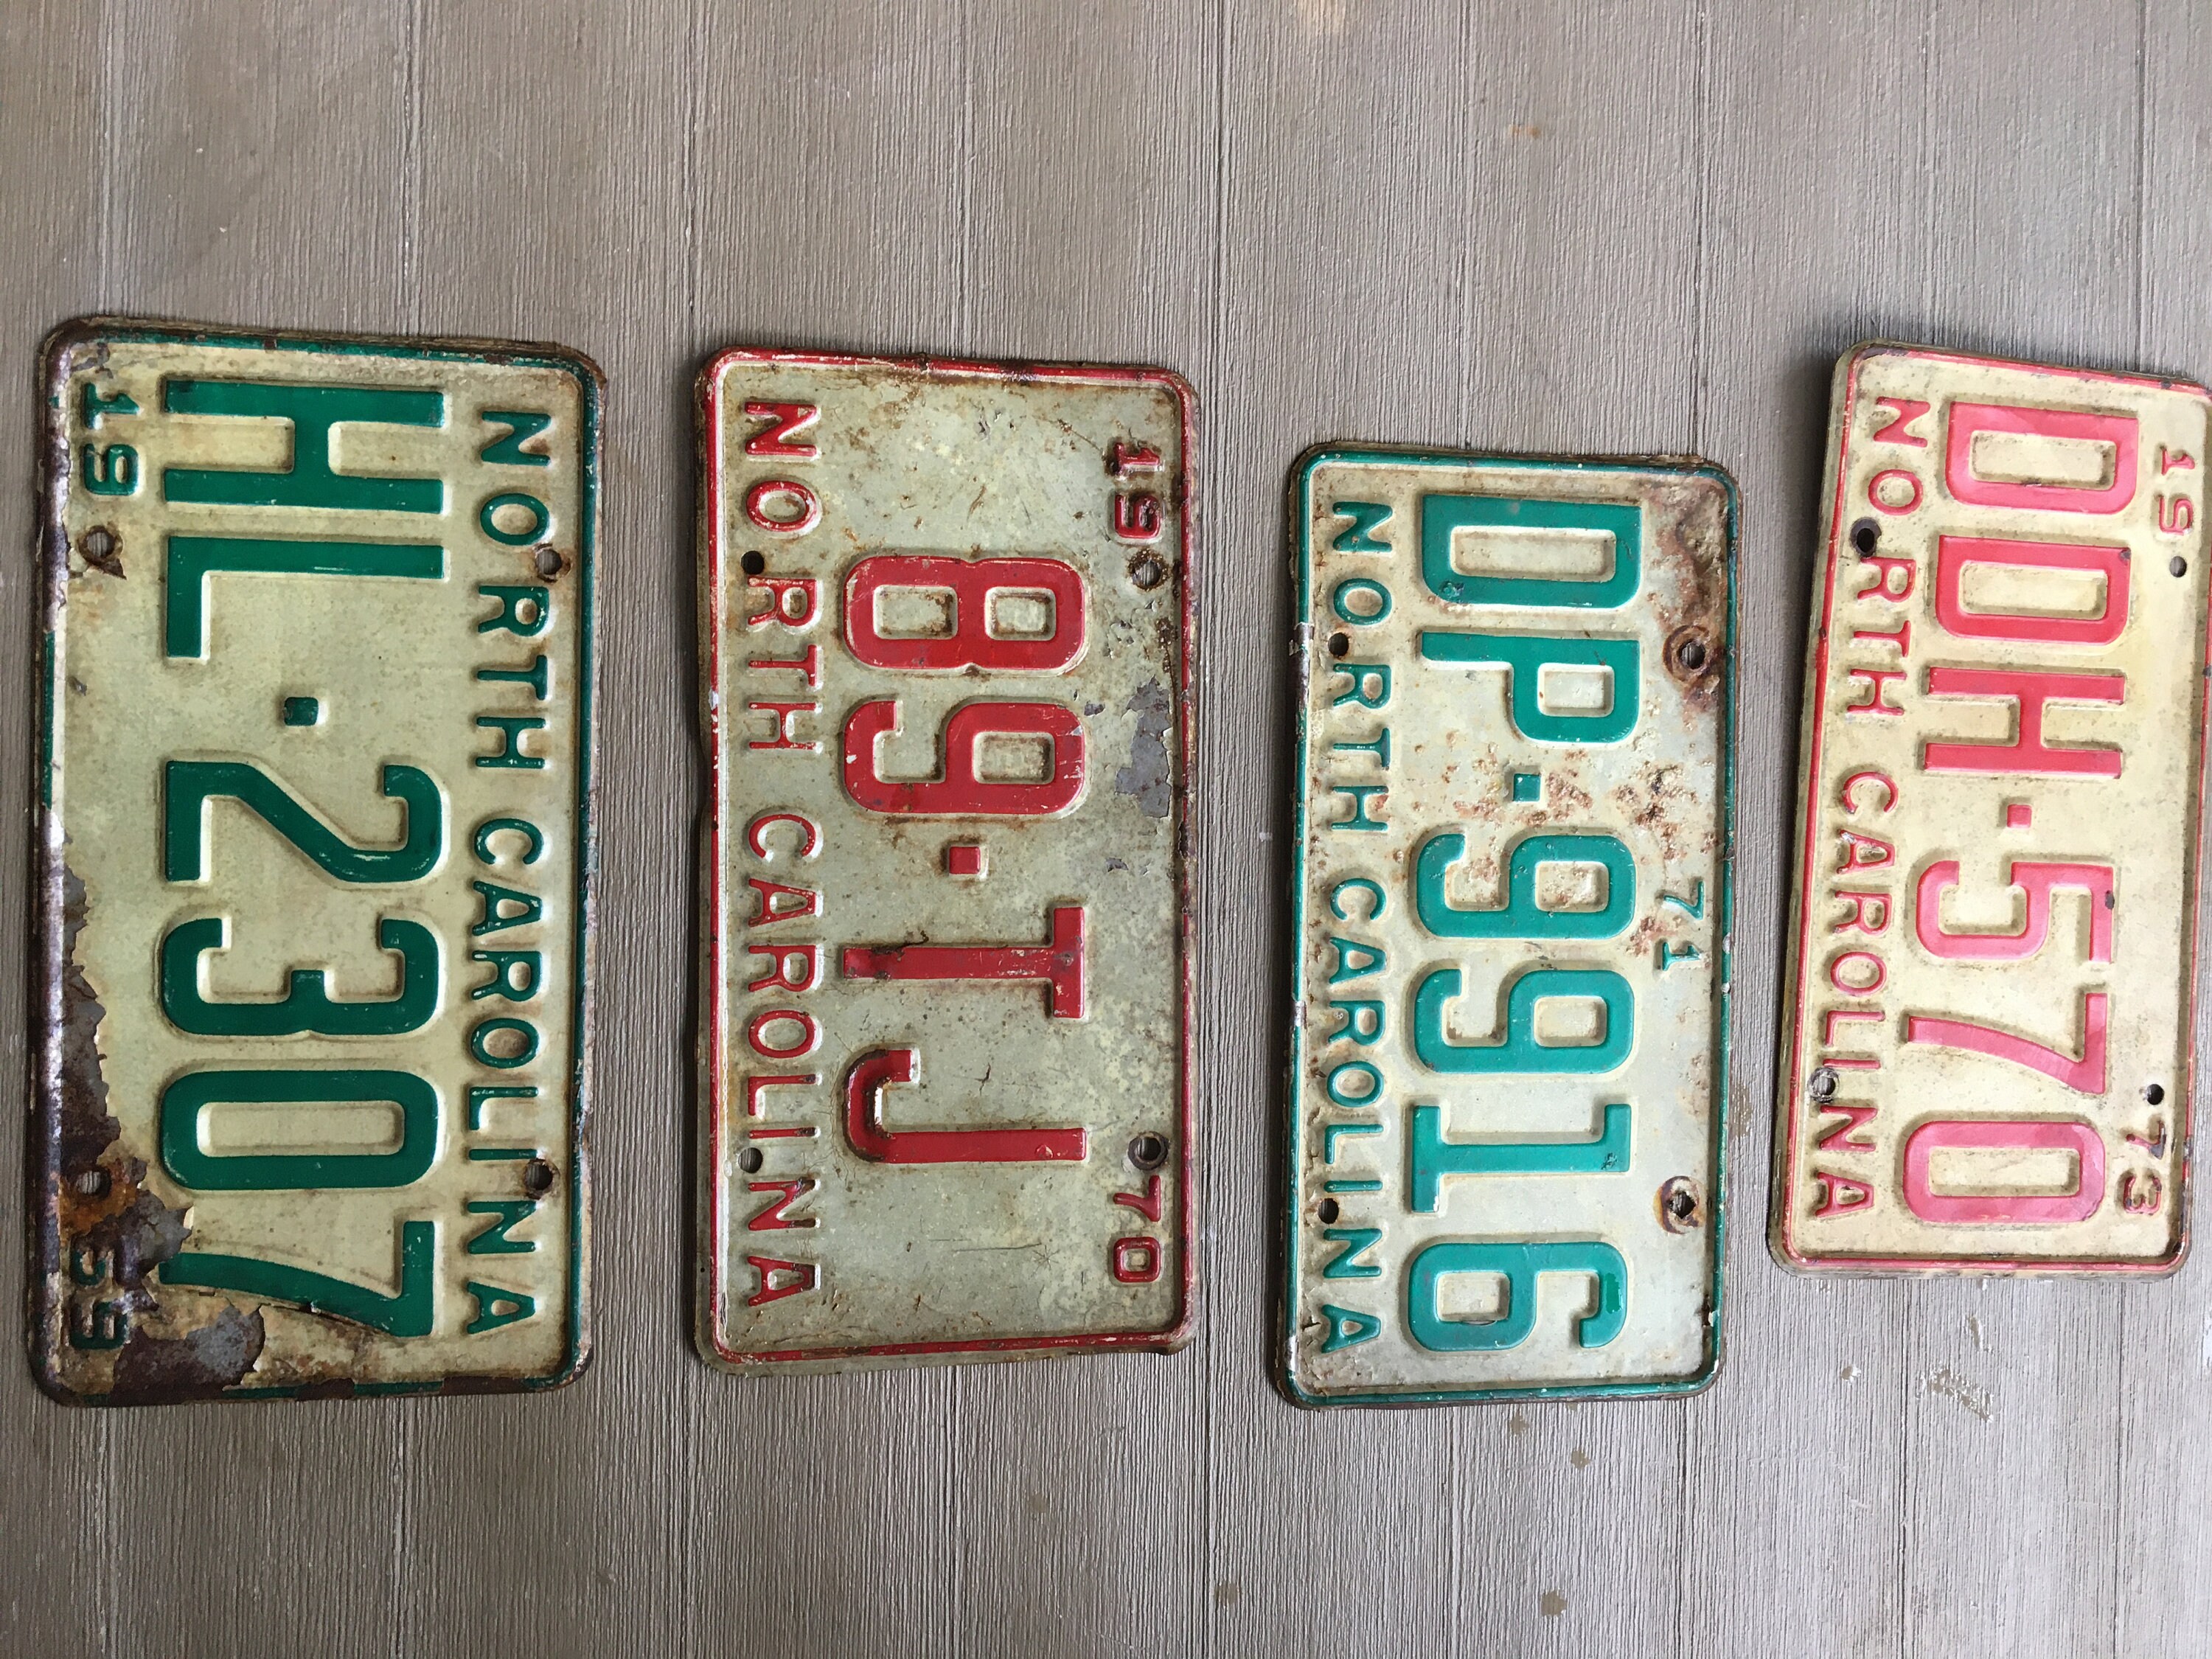 19 73
DDH·570
NORTH CAROLINA
71
DP·9916
NORTH CAROLINA
19 70
89·TJ
NORTH CAROLINA
NORTH CAROLINA
HL·2307
19 59